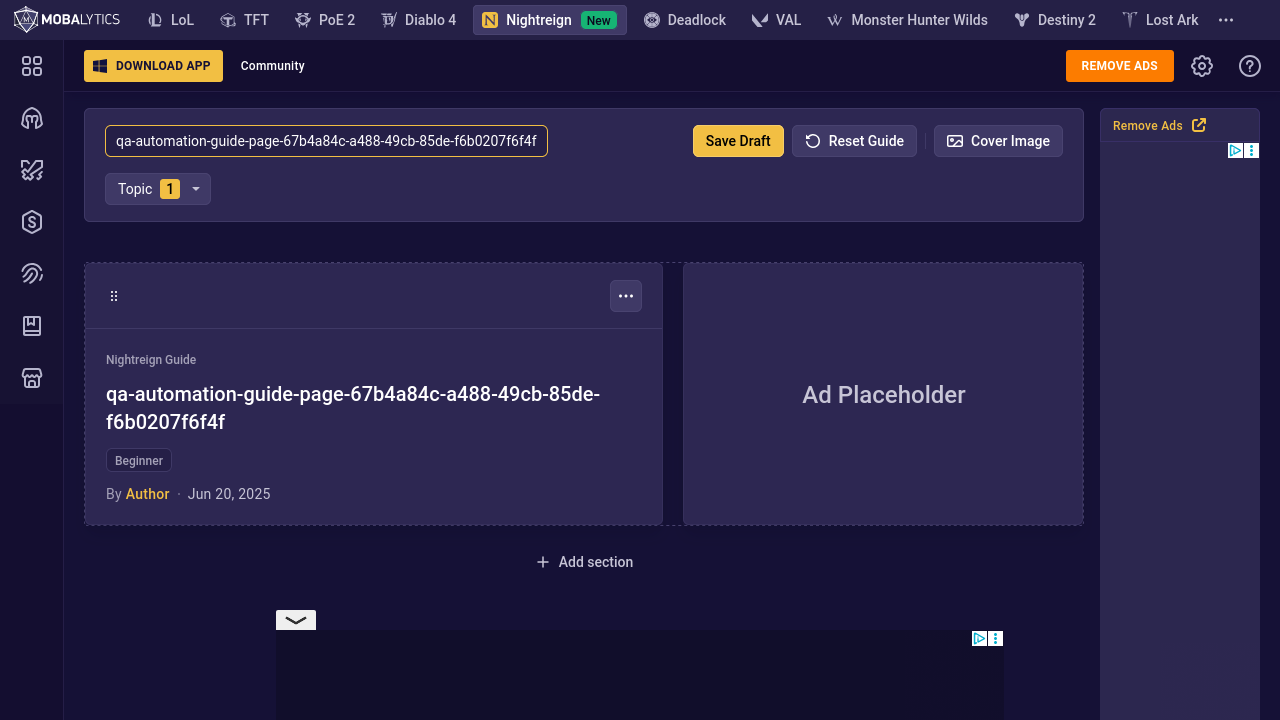 MOBALYTICS LoL TFT PoE 2 Diablo 4 Nightreign New Deadlock VAL Monster Hunter Wilds Destiny 2 Lost Ark
DOWNLOAD APP Community REMOVE ADS
qa-automation-guide-page-67b4a84c-a488-49cb-85de-f6b0207f6f4f Save Draft Reset Guide Cover Image
Remove Ads
Topic 1
Nightreign Guide
qa-automation-guide-page-67b4a84c-a488-49cb-85de-
f6b0207f6f4f
Beginner
By Author · Jun 20, 2025
Ad Placeholder
Add section